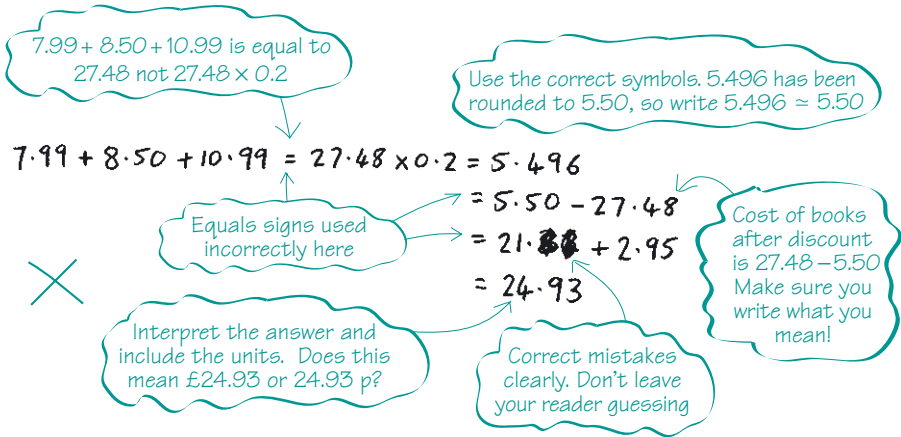 7.99 + 8.50 + 10.99 is equal to
27.48 not 27.48 × 0.2
Use the correct symbols. 5.496 has been
rounded to 5.50, so write 5.496 ≃ 5.50
7.99 + 8.50 + 10.99 = 27.48 × 0.2 = 5.496
= 5.50 − 27.48
= 21. + 2.95
= 24.93
Equals signs used
incorrectly here
Cost of books
after discount
is 27.48 − 5.50
Make sure you
write what you
mean!
Interpret the answer and
include the units. Does this
mean £24.93 or 24.93 p?
Correct mistakes
clearly. Don't leave
your reader guessing